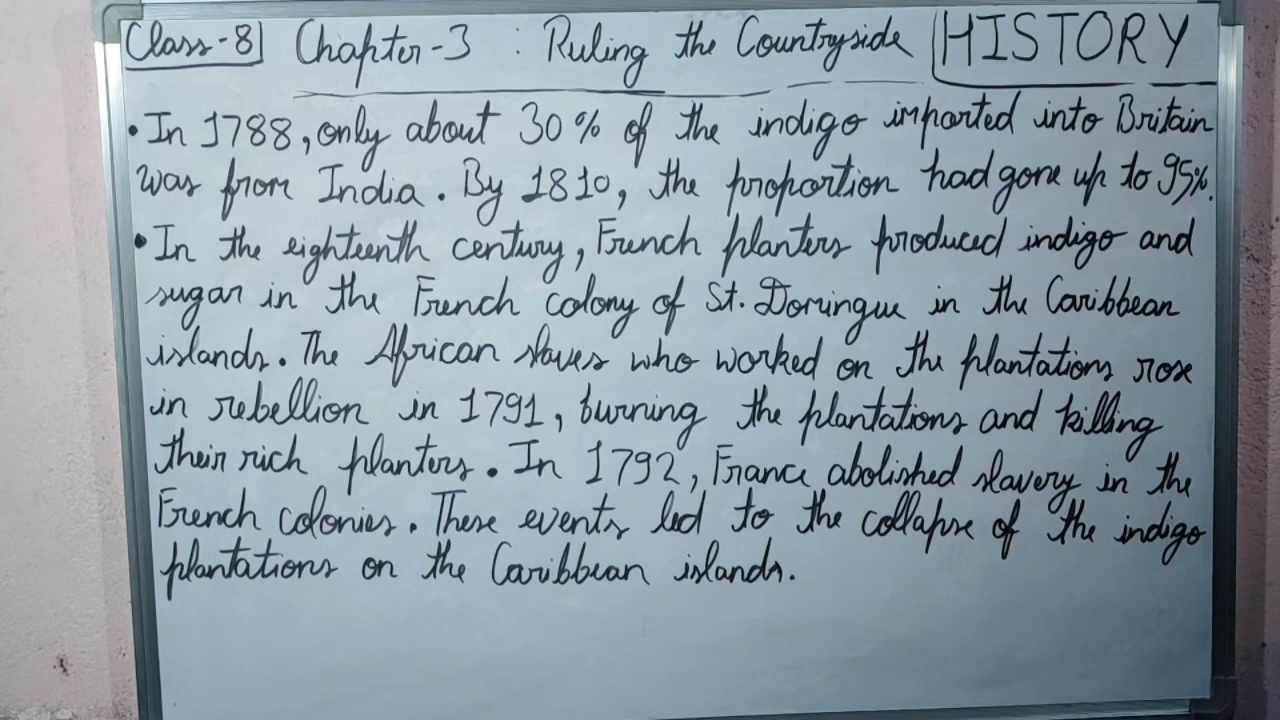 Class-8 Chapter-3 : Ruling the Countryside HISTORY
• In 1788, only about 30% of the indigo imported into Britain
was from India. By 1810, the proportion had gone up to 95%.
• In the eighteenth century, French planters produced indigo and
sugar in the French colony of St. Domingue in the Caribbean
islands. The African slaves who worked on the plantations rose
in rebellion in 1791, burning the plantations and killing
their rich planters. In 1792, France abolished slavery in the
French colonies. These events led to the collapse of the indigo
plantations on the Caribbean islands.